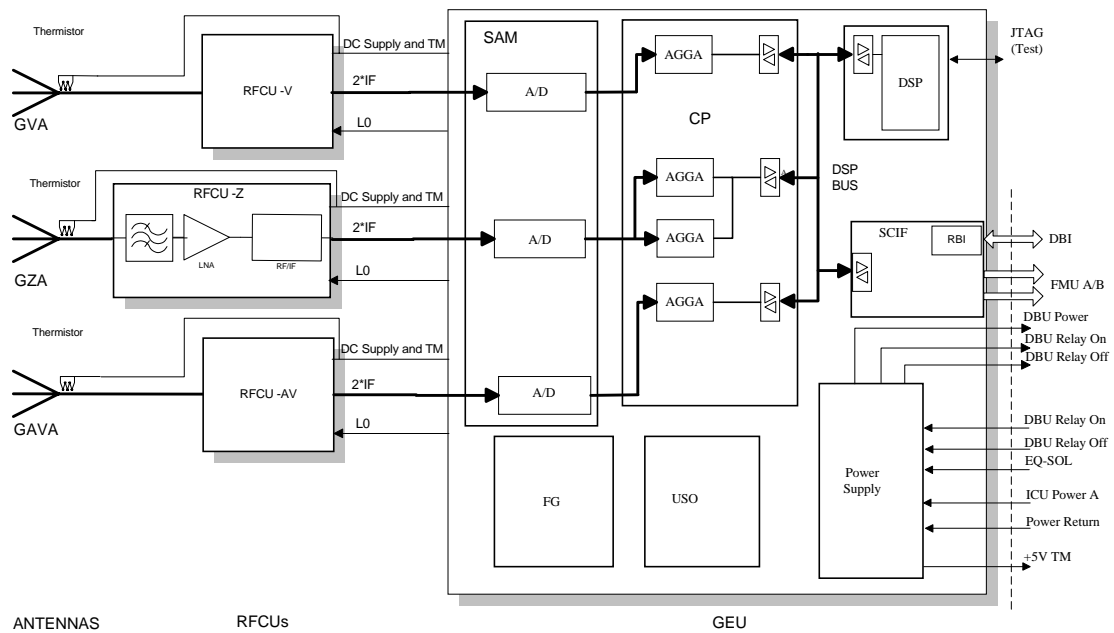 Thermistor
GVA
RFCU -V
DC Supply and TM
2*IF
L0
SAM
A/D
CP
AGGA
DSP
JTAG
(Test)
DSP
BUS
Thermistor
GZA
RFCU -Z
LNA
RF/IF
DC Supply and TM
2*IF
L0
A/D
AGGA
AGGA
SCIF
RBI
DBI
FMU A/B
AGGA
Thermistor
GAVA
RFCU -AV
DC Supply and TM
2*IF
L0
A/D
FG
USO
Power
Supply
DBU Power
DBU Relay On
DBU Relay Off
DBU Relay On
DBU Relay Off
EQ-SOL
ICU Power A
Power Return
+5V TM
ANTENNAS
RFCUs
GEU